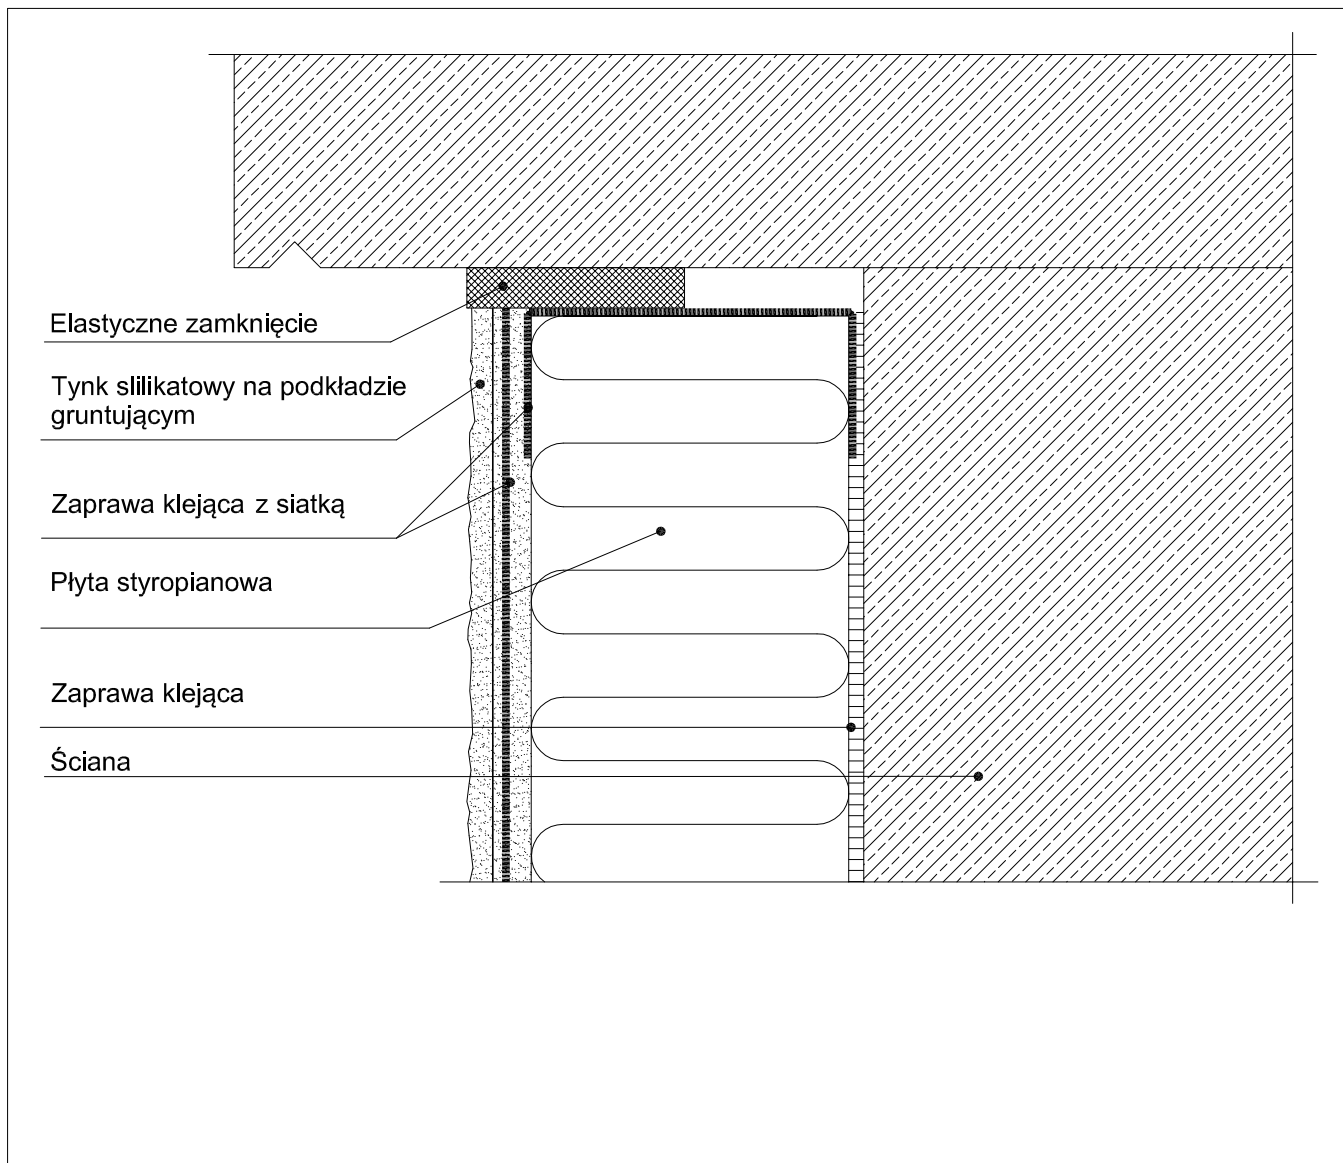 Elastyczne zamknięcie
Tynk slilikatowy na podkładzie
gruntującym
Zaprawa klejąca z siatką
Płyta styropianowa
Zaprawa klejąca
Ściana